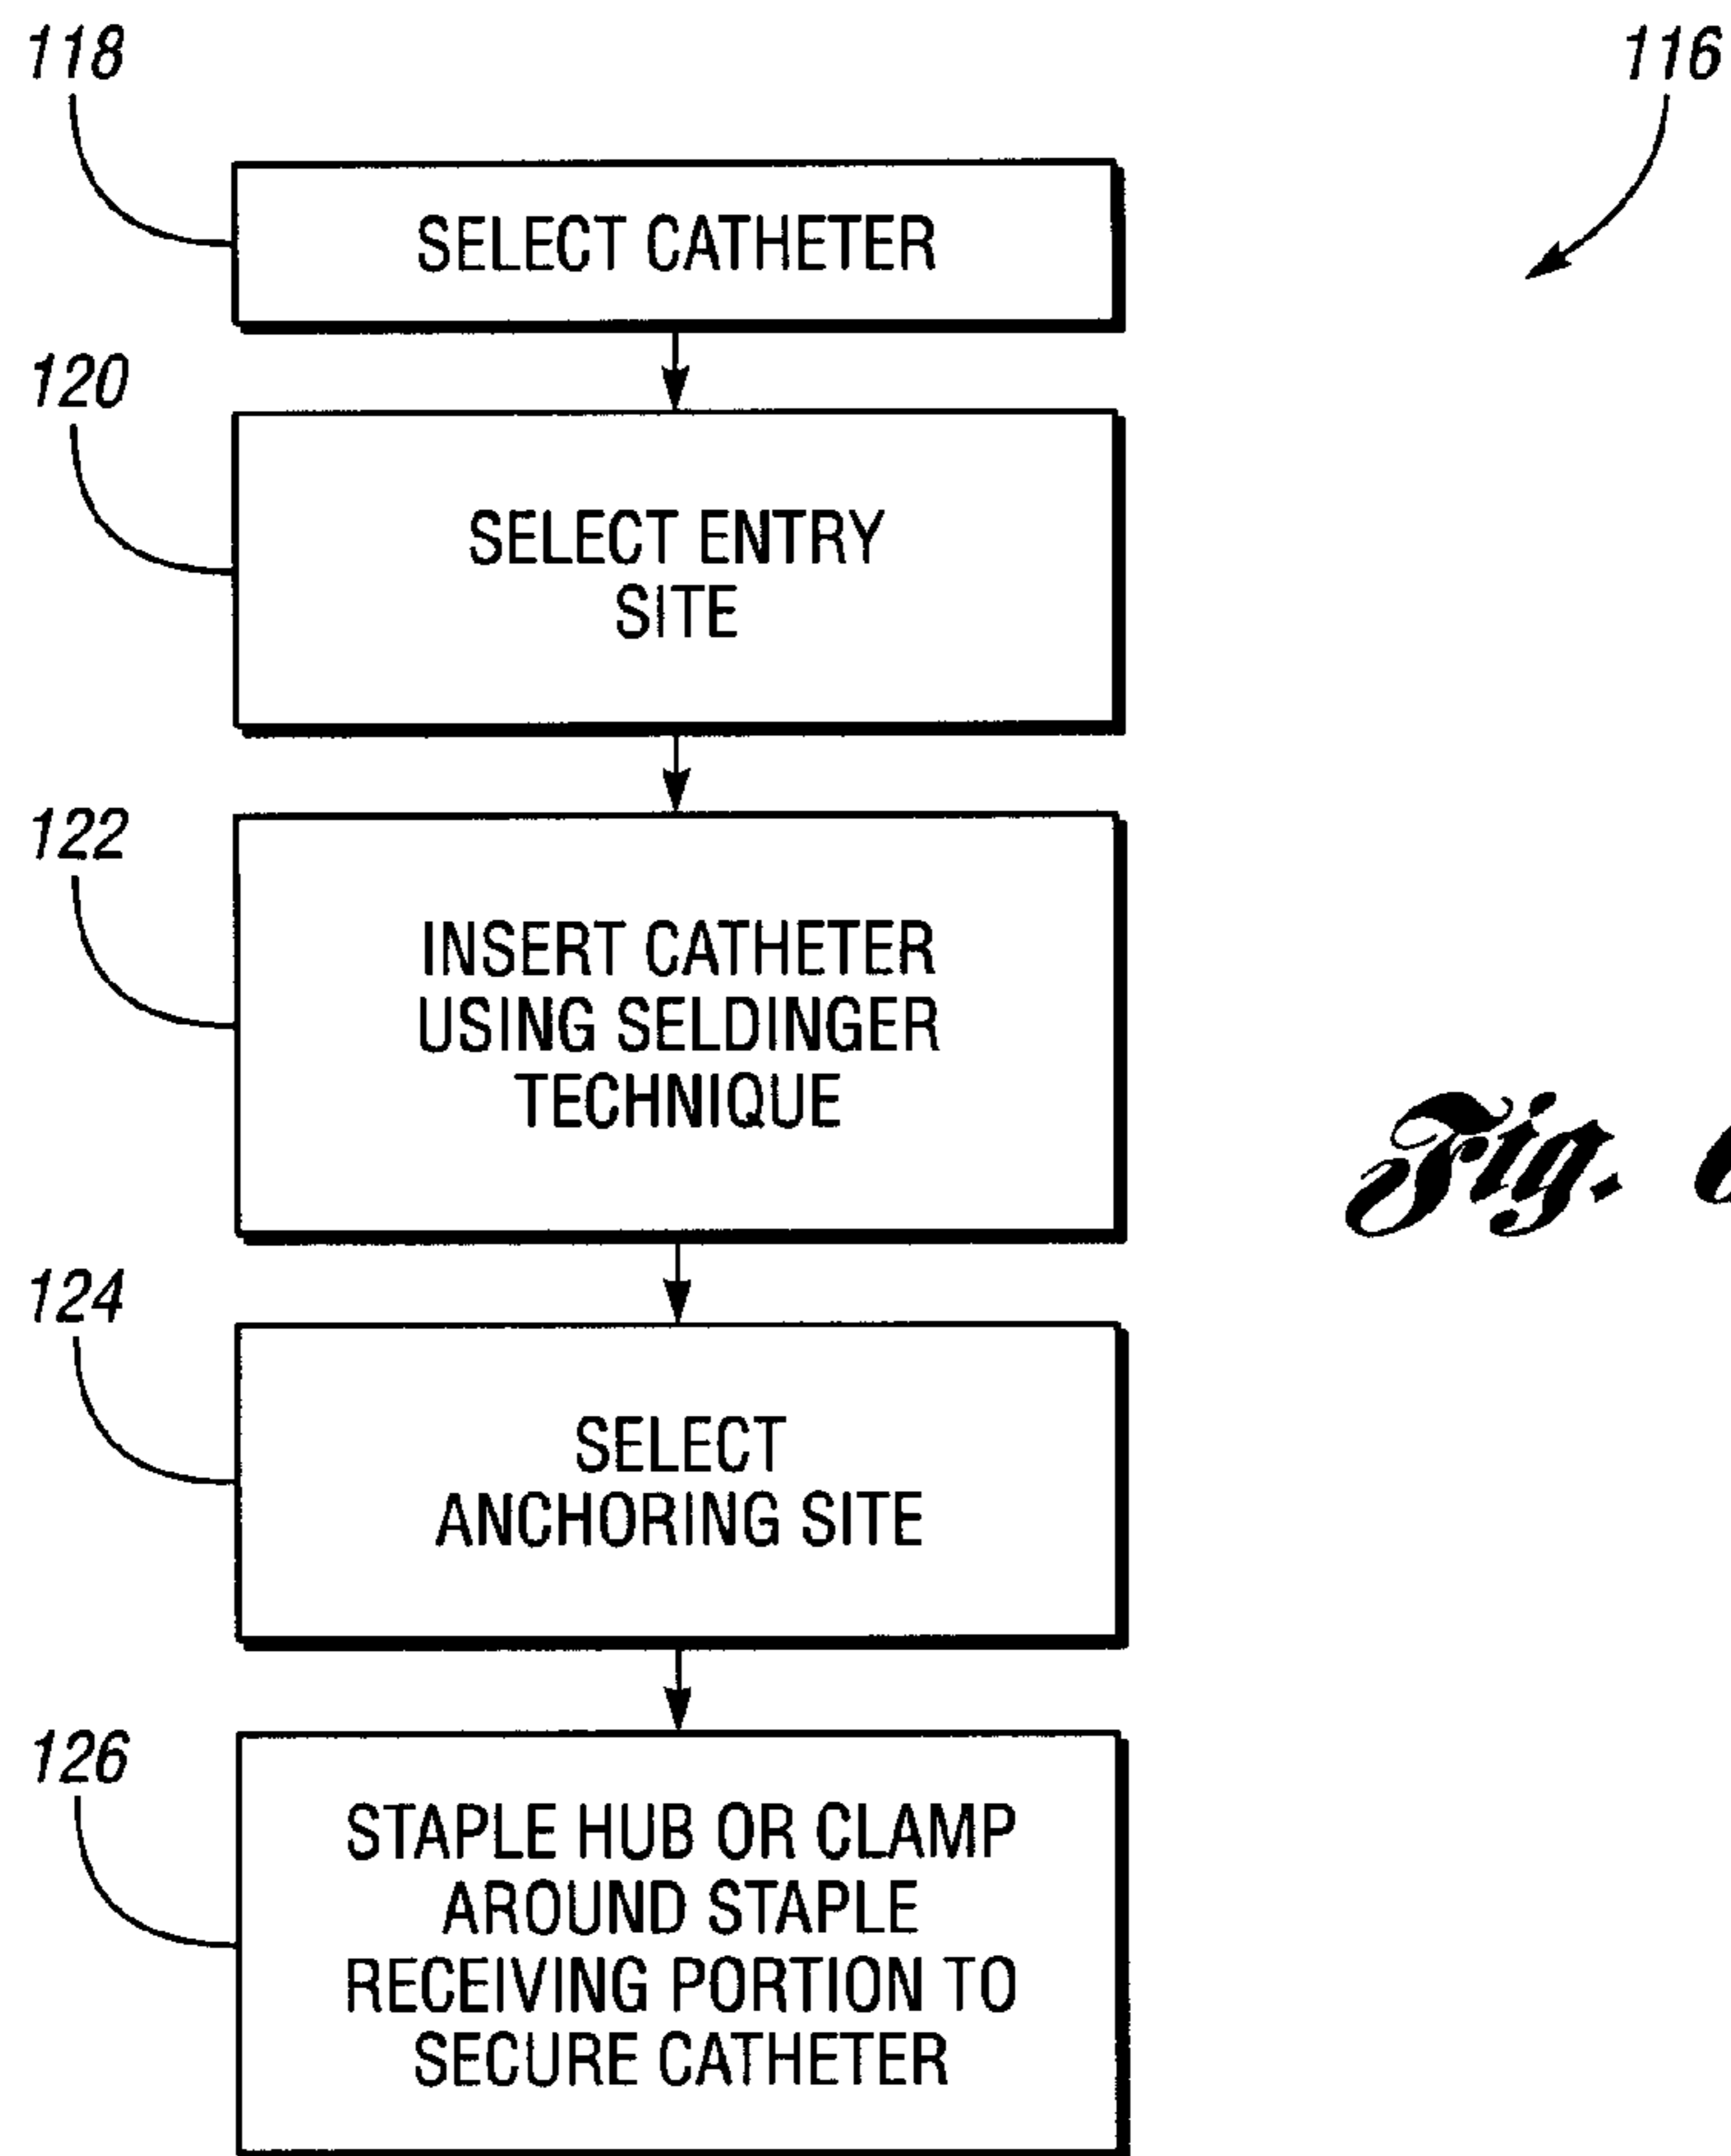 118
116
SELECT CATHETER
120
SELECT ENTRY
SITE
122
INSERT CATHETER
USING SELDINGER
TECHNIQUE
Fig.
124
SELECT
ANCHORING SITE
126
STAPLE HUB OR CLAMP
AROUND STAPLE
RECEIVING PORTION TO
SECURE CATHETER